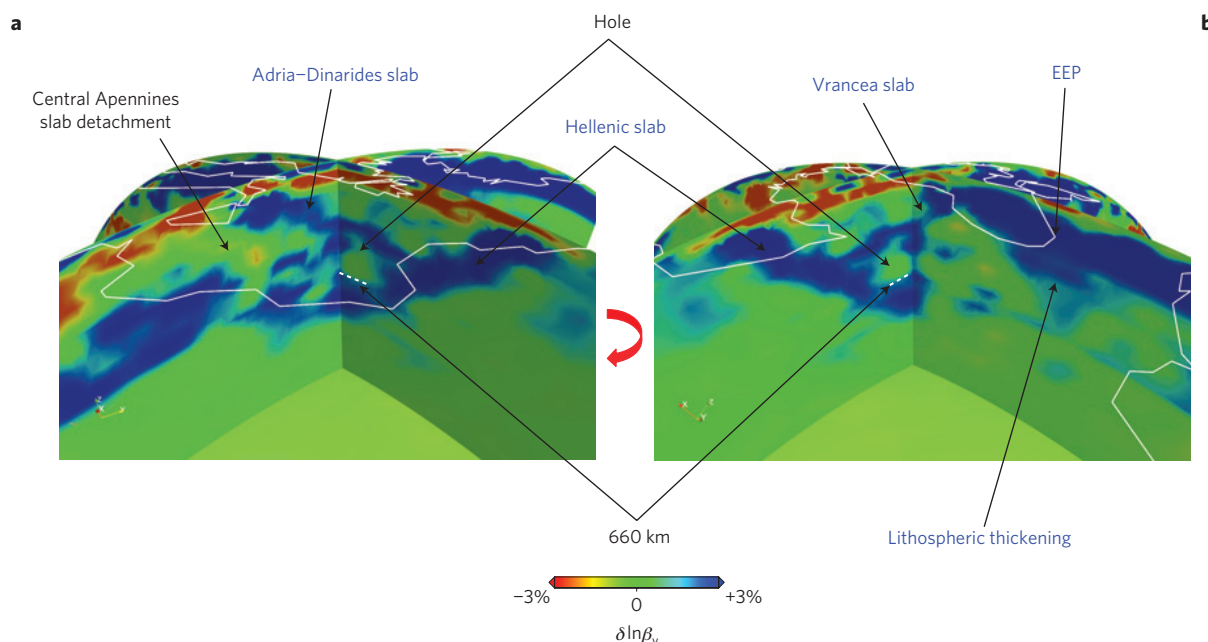 a
b
Hole
Adria–Dinarides slab
Central Apennines
slab detachment
Hellenic slab
Vrancea slab
EEP
660 km
Lithospheric thickening
−3%
0
+3%
δlnβᵥ